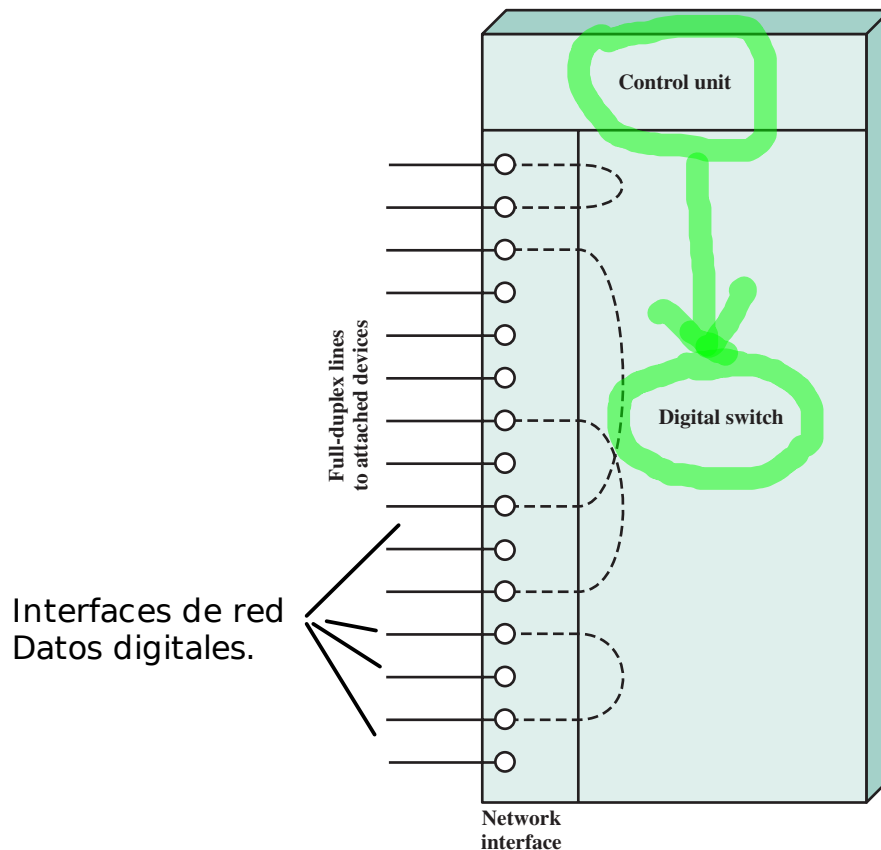 Control unit
Digital switch
Full-duplex lines
to attached devices
Interfaces de red
Datos digitales.
Network
interface